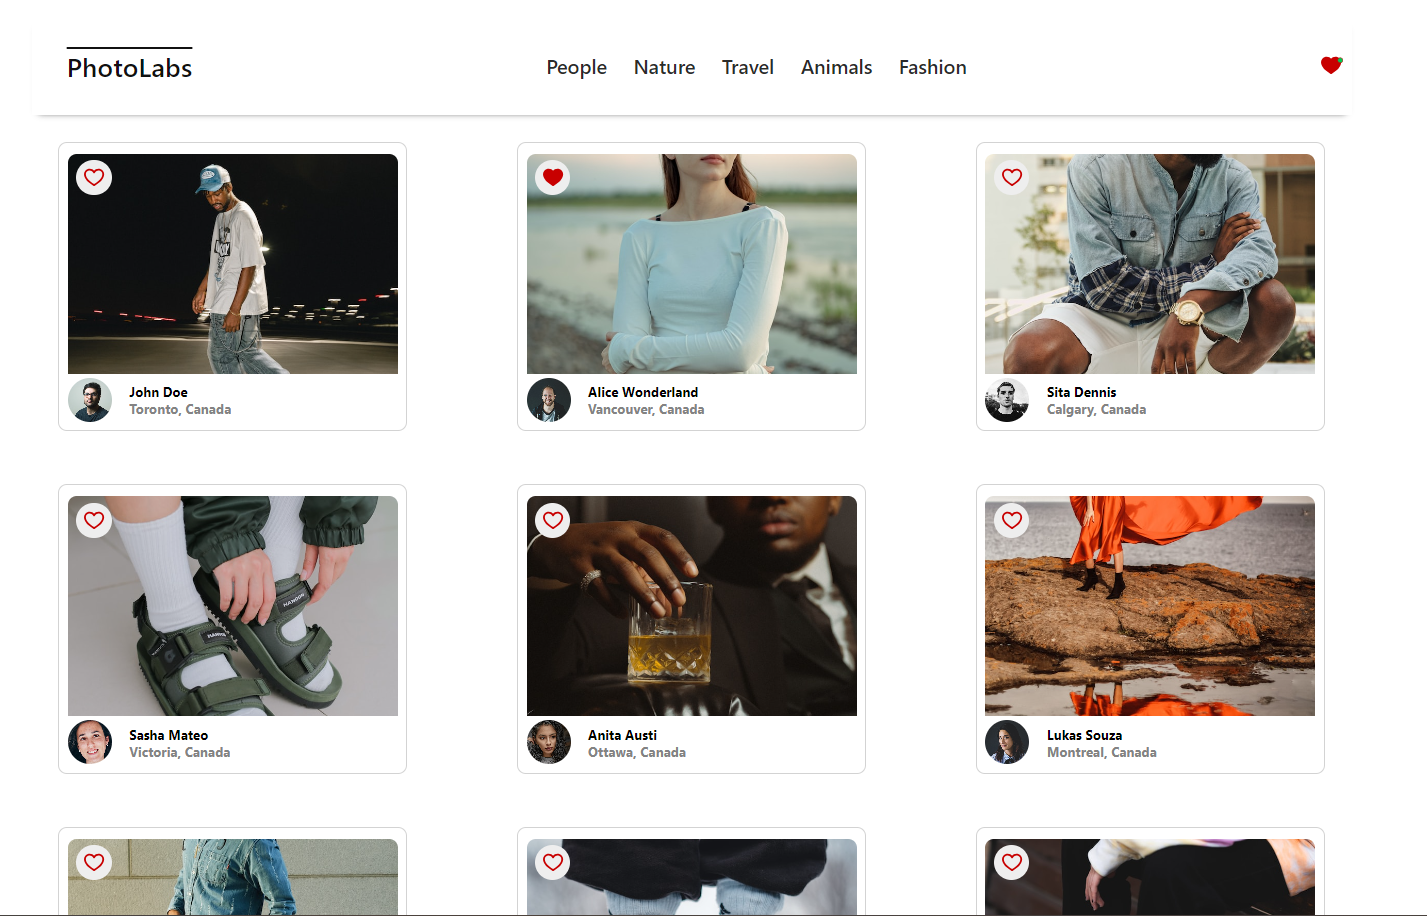 PhotoLabs
People Nature Travel Animals Fashion
John Doe
Toronto, Canada
Alice Wonderland
Vancouver, Canada
Sita Dennis
Calgary, Canada
Sasha Mateo
Victoria, Canada
Anita Austi
Ottawa, Canada
Lukas Souza
Montreal, Canada